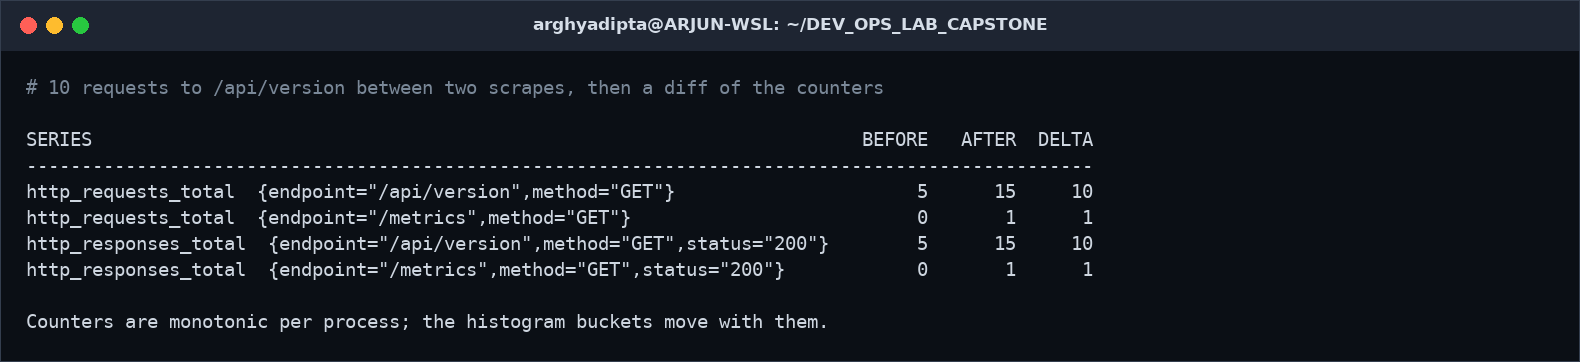 arghyadipta@ARJUN-WSL: ~/DEV_OPS_LAB_CAPSTONE
# 10 requests to /api/version between two scrapes, then a diff of the counters
SERIES BEFORE AFTER DELTA
-------------------------------------------------------------------------------------------------
http_requests_total {endpoint="/api/version",method="GET"} 5 15 10
http_requests_total {endpoint="/metrics",method="GET"} 0 1 1
http_responses_total {endpoint="/api/version",method="GET",status="200"} 5 15 10
http_responses_total {endpoint="/metrics",method="GET",status="200"} 0 1 1
Counters are monotonic per process; the histogram buckets move with them.